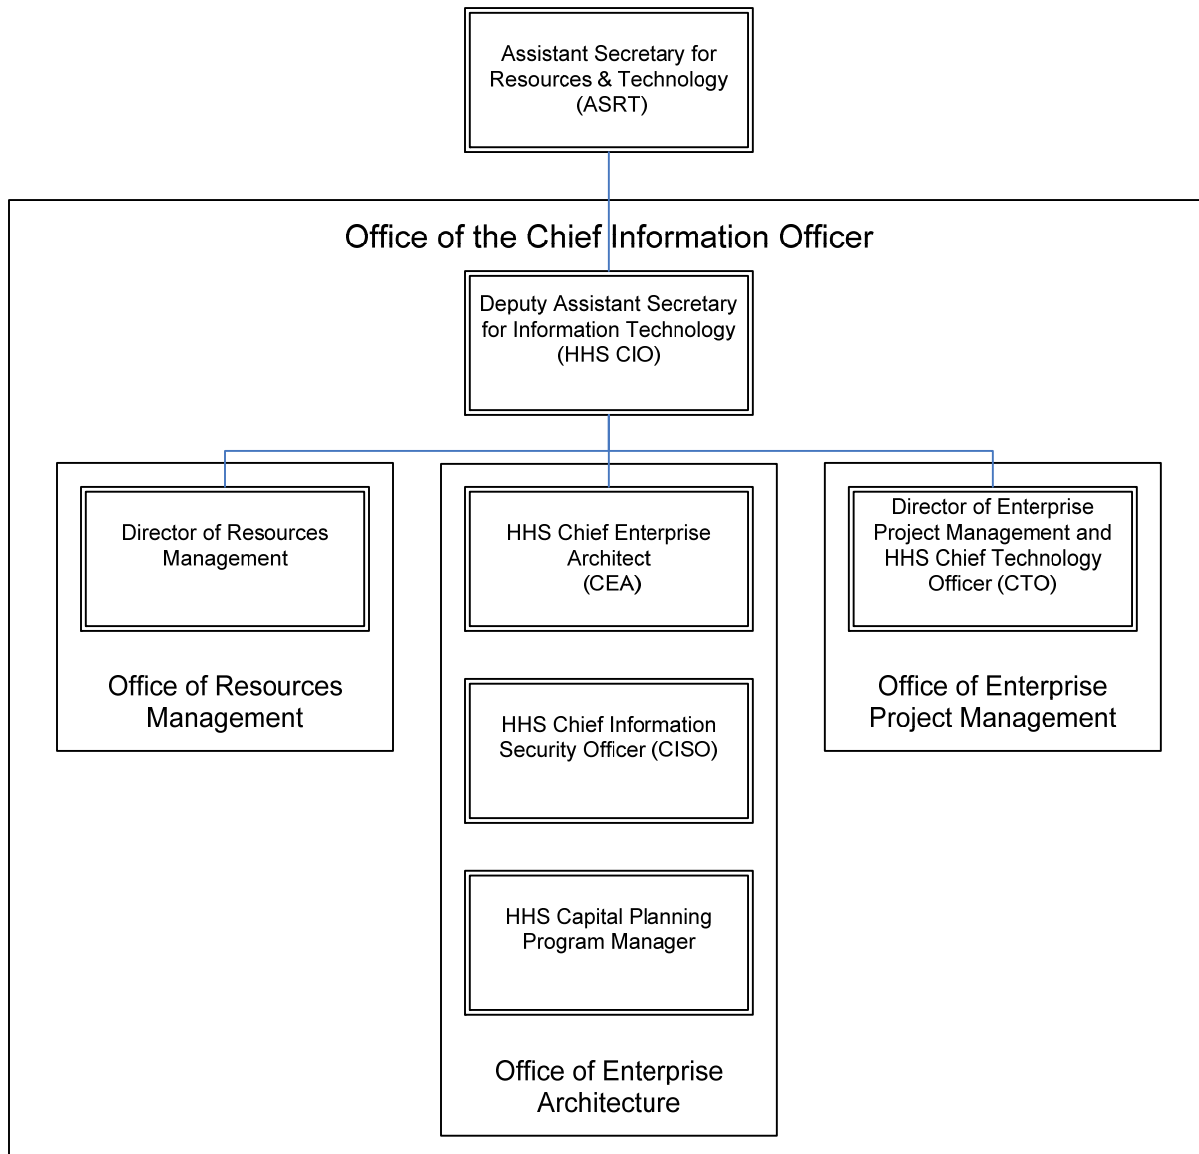 Assistant Secretary for
Resources & Technology
(ASRT)
Office of the Chief Information Officer
Deputy Assistant Secretary
for Information Technology
(HHS CIO)
Director of Resources
Management
Office of Resources
Management
HHS Chief Enterprise
Architect
(CEA)
HHS Chief Information
Security Officer (CISO)
HHS Capital Planning
Program Manager
Office of Enterprise
Architecture
Director of Enterprise
Project Management and
HHS Chief Technology
Officer (CTO)
Office of Enterprise
Project Management